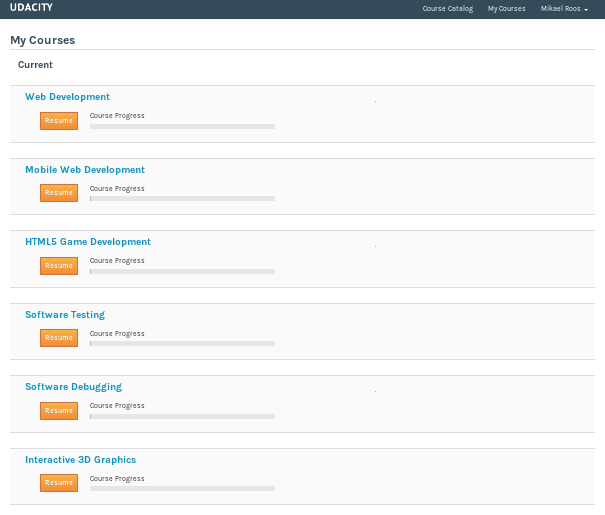 UDACITY
Course Catalog My Courses Mikael Roos
My Courses
Current
Web Development
Resume
Course Progress
Mobile Web Development
Resume
Course Progress
HTML5 Game Development
Resume
Course Progress
Software Testing
Resume
Course Progress
Software Debugging
Resume
Course Progress
Interactive 3D Graphics
Resume
Course Progress